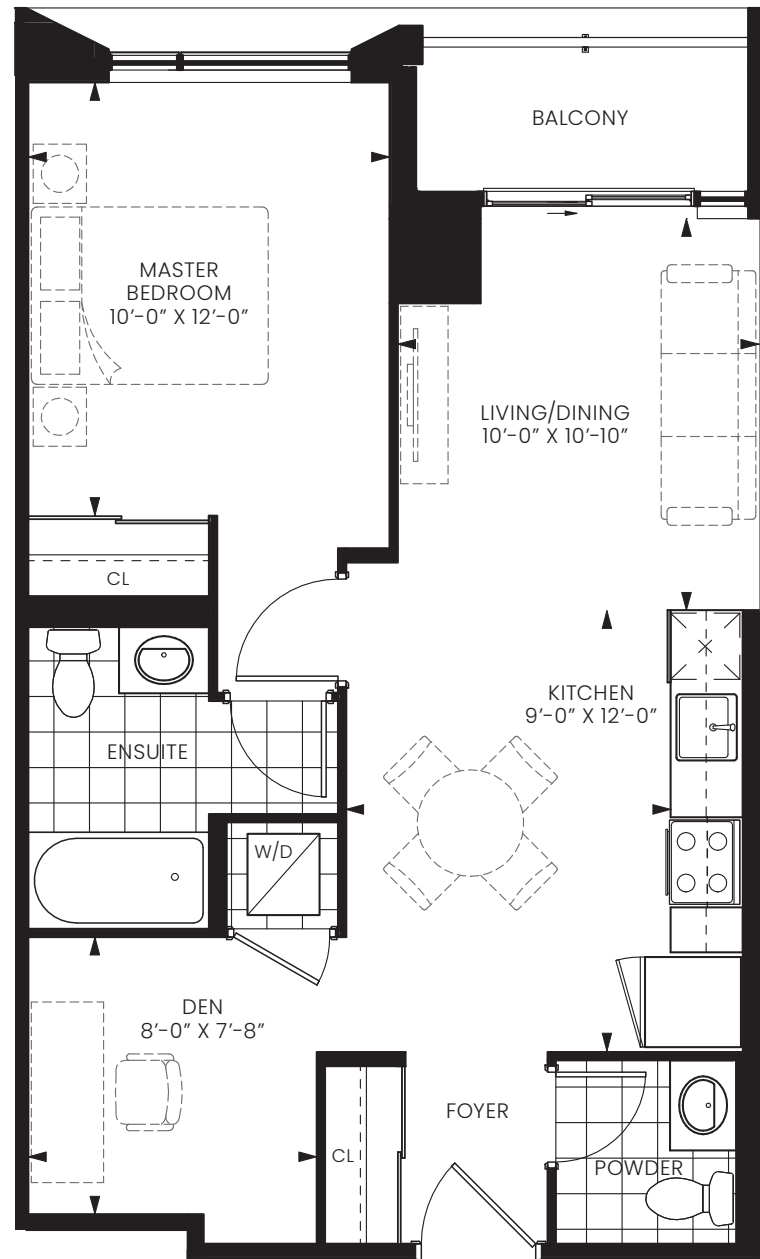 BALCONY
MASTER
BEDROOM
10’-0” X 12’-0”
LIVING/DINING
10’-0” X 10’-10”
CL
KITCHEN
9’-0” X 12’-0”
ENSUITE
W/D
DEN
8’-0” X 7’-8”
FOYER
CL
POWDER